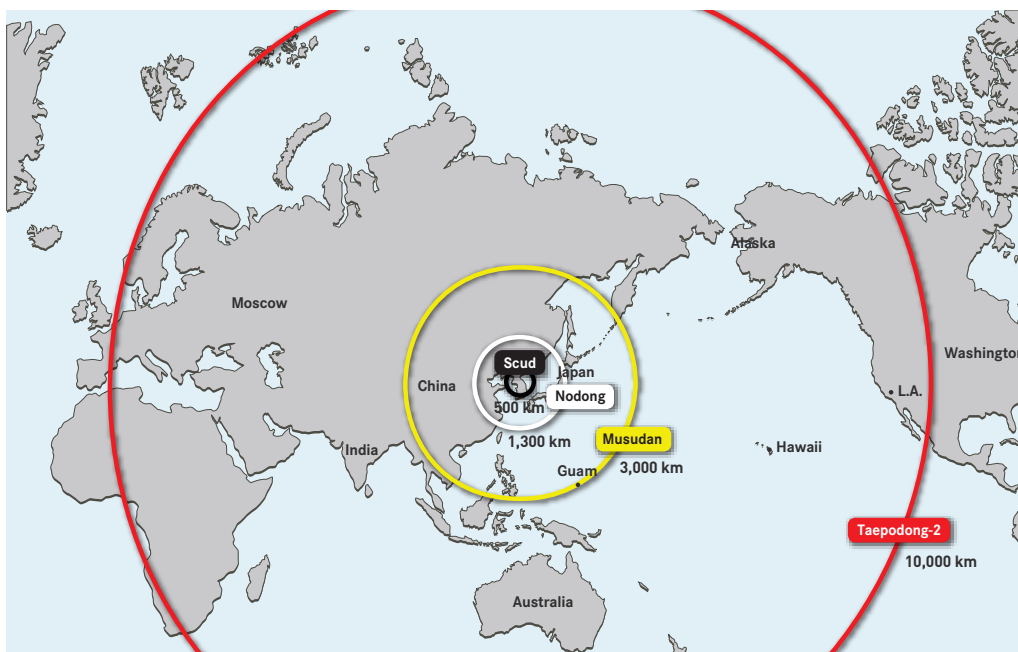 Alaska
Moscow
Washington
Scud
Japan
China
L.A.
Nodong
500 km
1,300 km
Musudan
Hawaii
India
3,000 km
Guam
Taepodong-2
10,000 km
Australia